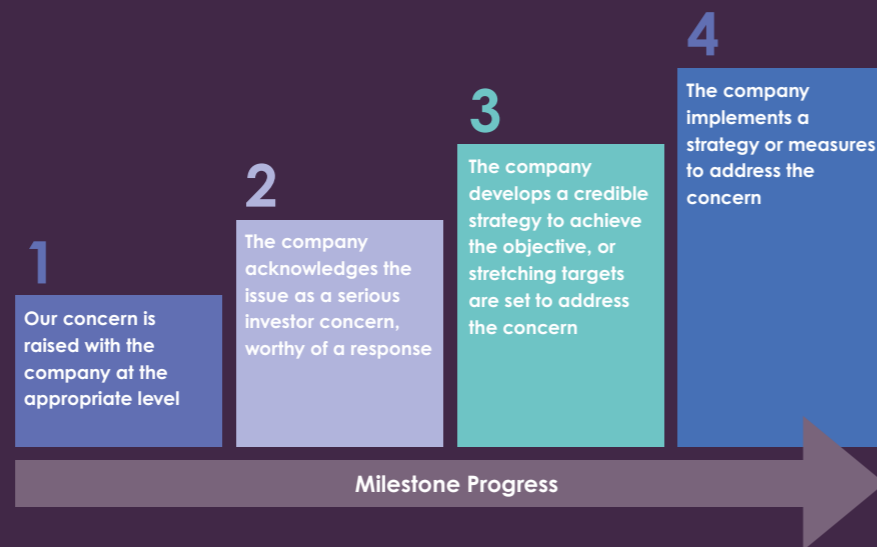 1
Our concern is
raised with the
company at the
appropriate level
2
The company
acknowledges the
issue as a serious
investor concern,
worthy of a response
3
The company
develops a credible
strategy to achieve
the objective, or
stretching targets
are set to address
the concern
4
The company
implements a
strategy or measures
to address the
concern
Milestone Progress